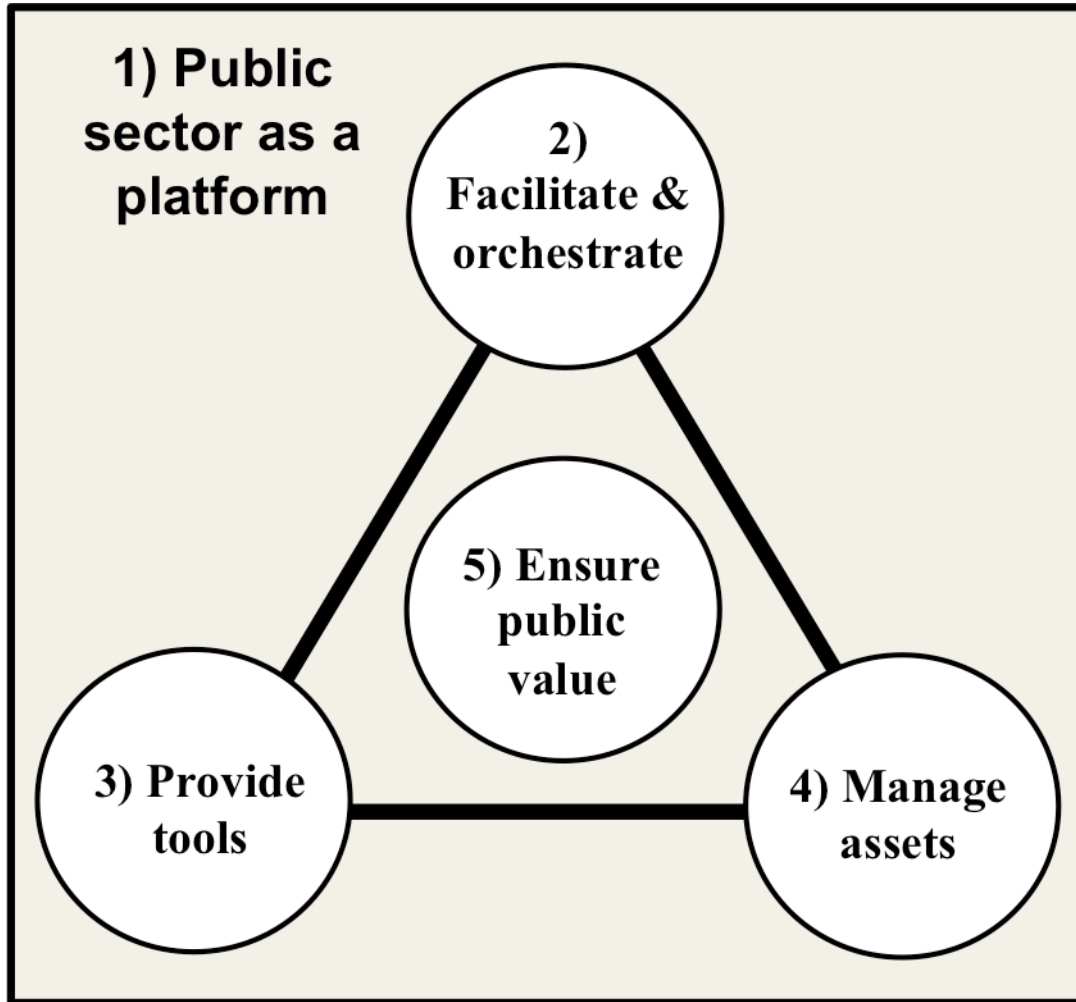 1) Public
sector as a
platform
2)
Facilitate &
orchestrate
5) Ensure
public
value
3) Provide
tools
4) Manage
assets